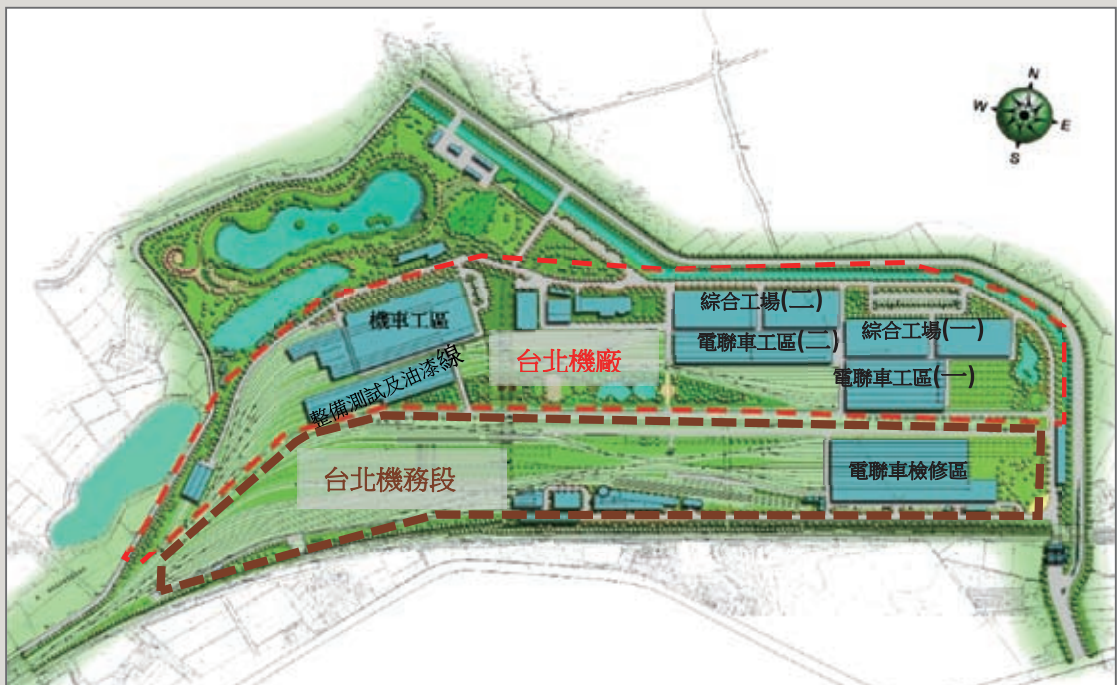 N
W
E
S
綜合工場(二)
機車工區
綜合工場(一)
電聯車工區(二)
台北機廠
電聯車工區(一)
整備測試及油漆線
電聯車檢修區
台北機務段